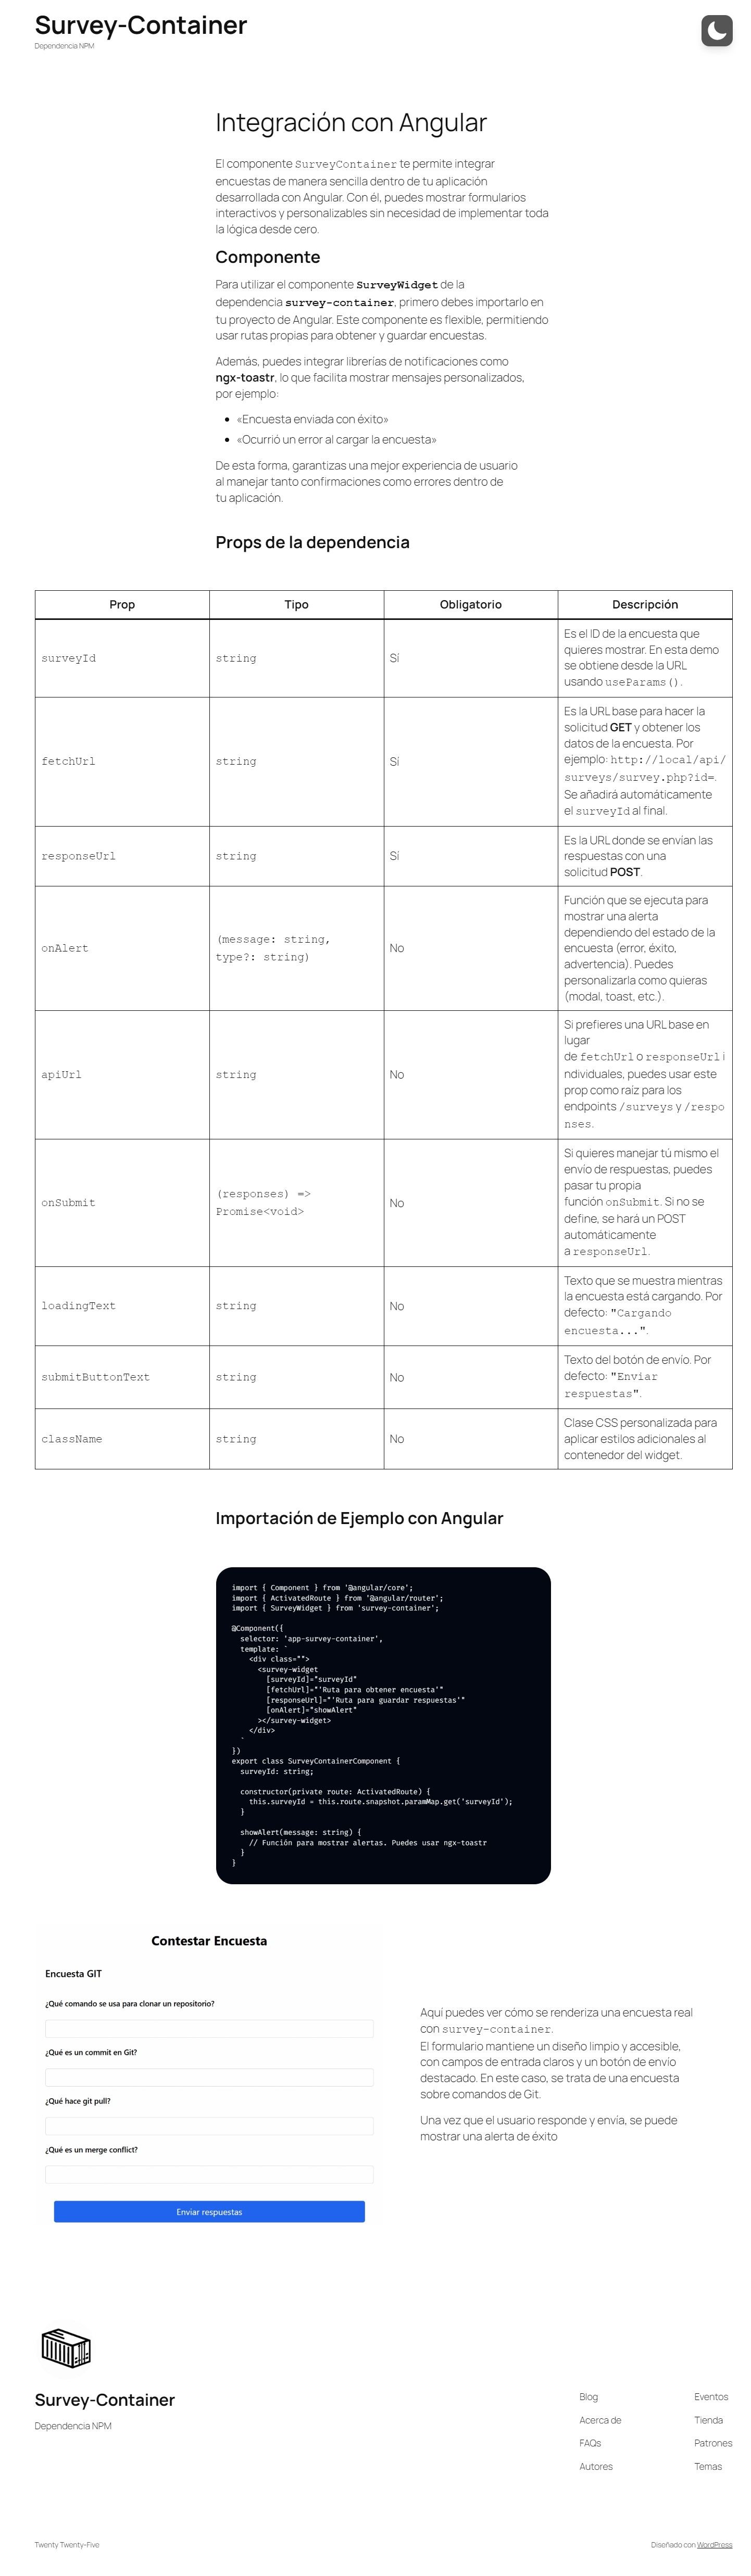 Survey-Container
Dependencia NPM
Integración con Angular
El componente SurveyContainer te permite integrar
encuestas de manera sencilla dentro de tu aplicación
desarrollada con Angular. Con él, puedes mostrar formularios
interactivos y personalizables sin necesidad de implementar toda
la lógica desde cero.
Componente
Para utilizar el componente SurveyWidget de la
dependencia survey-container, primero debes importarlo en
tu proyecto de Angular. Este componente es flexible, permitiendo
usar rutas propias para obtener y guardar encuestas.
Además, puedes integrar librerías de notificaciones como
ngx-toastr, lo que facilita mostrar mensajes personalizados,
por ejemplo:
• «Encuesta enviada con éxito»
• «Ocurrió un error al cargar la encuesta»
De esta forma, garantizas una mejor experiencia de usuario
al manejar tanto confirmaciones como errores dentro de
tu aplicación.
Props de la dependencia
Prop Tipo Obligatorio Descripción
surveyId string Sí
Es el ID de la encuesta que
quieres mostrar. En esta demo
se obtiene desde la URL
usando useParams().
fetchUrl string Sí
Es la URL base para hacer la
solicitud GET y obtener los
datos de la encuesta. Por
ejemplo: http://local/api/
surveys/survey.php?id=.
Se añadirá automáticamente
el surveyId al final.
responseUrl string Sí
Es la URL donde se envían las
respuestas con una
solicitud POST.
onAlert
(message: string,
type?: string)
No
Función que se ejecuta para
mostrar una alerta
dependiendo del estado de la
encuesta (error, éxito,
advertencia). Puedes
personalizarla como quieras
(modal, toast, etc.).
apiUrl string No
Si prefieres una URL base en
lugar
de fetchUrl o responseUrl i
ndividuales, puedes usar este
prop como raíz para los
endpoints /surveys y /respo
nses.
onSubmit
(responses) =>
Promise<void>
No
Si quieres manejar tú mismo el
envío de respuestas, puedes
pasar tu propia
función onSubmit. Si no se
define, se hará un POST
automáticamente
a responseUrl.
loadingText string No
Texto que se muestra mientras
la encuesta está cargando. Por
defecto: "Cargando
encuesta...".
submitButtonText string No
Texto del botón de envío. Por
defecto: "Enviar
respuestas".
className string No
Clase CSS personalizada para
aplicar estilos adicionales al
contenedor del widget.
Importación de Ejemplo con Angular
import { Component } from '@angular/core';
import { ActivatedRoute } from '@angular/router';
import { SurveyWidget } from 'survey-container';
@Component({
selector: 'app-survey-container',
template: `
<div class="">
<survey-widget
[surveyId]="surveyId"
[fetchUrl]="'Ruta para obtener encuesta'"
[responseUrl]="'Ruta para guardar respuestas'"
[onAlert]="showAlert"
></survey-widget>
</div>
`
})
export class SurveyContainerComponent {
surveyId: string;
constructor(private route: ActivatedRoute) {
this.surveyId = this.route.snapshot.paramMap.get('surveyId');
}
showAlert(message: string) {
// Función para mostrar alertas. Puedes usar ngx-toastr
}
}
Contestar Encuesta
Encuesta GIT
¿Qué comando se usa para clonar un repositorio?
¿Qué es un commit en Git?
¿Qué hace git pull?
¿Qué es un merge conflict?
Enviar respuestas
Aquí puedes ver cómo se renderiza una encuesta real
con survey-container.
El formulario mantiene un diseño limpio y accesible,
con campos de entrada claros y un botón de envío
destacado. En este caso, se trata de una encuesta
sobre comandos de Git.
Una vez que el usuario responde y envía, se puede
mostrar una alerta de éxito
Survey-Container
Dependencia NPM
Blog
Acerca de
FAQs
Autores
Eventos
Tienda
Patrones
Temas
Twenty Twenty-Five
Diseñado con WordPress